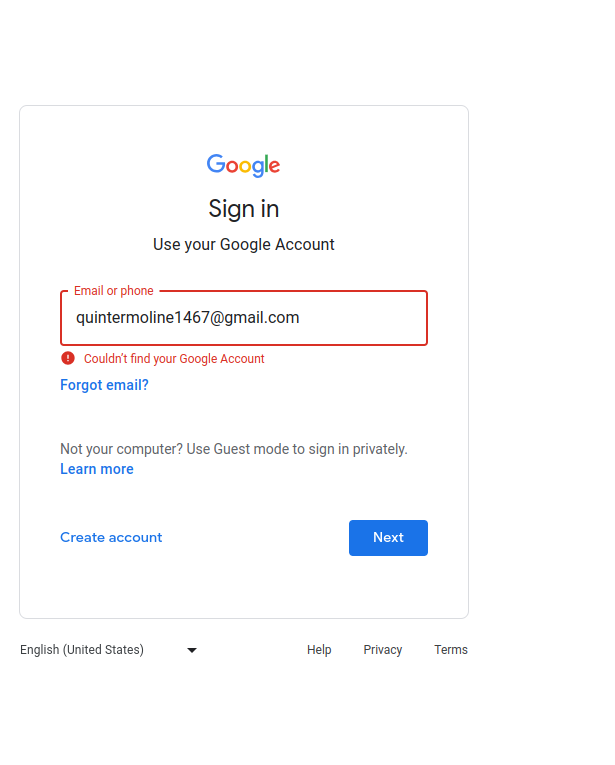 Google
Sign in
Use your Google Account
Email or phone
quintermoline1467@gmail.com
Couldn't find your Google Account
Forgot email?
Not your computer? Use Guest mode to sign in privately.
Learn more
Create account
Next
English (United States)
Help Privacy Terms